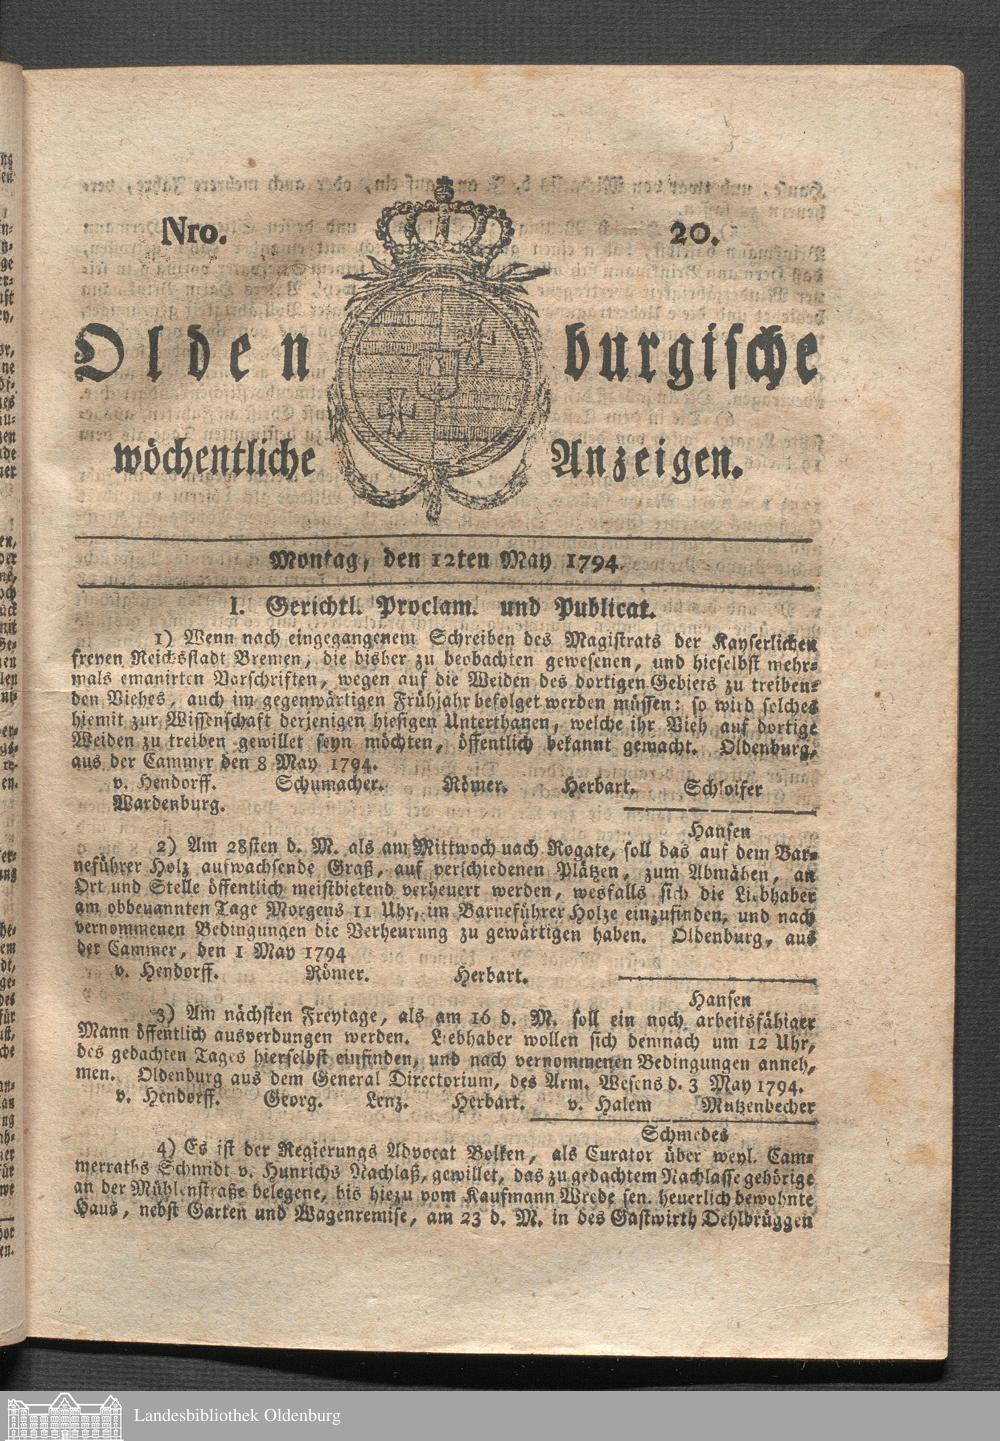 Nro. 20.
Oldenburgische
wöchentliche Anzeigen.
Montag, den 12ten May 1794.
I. Gerichtl. Proclam. und Publicat.
1) Wenn nach eingegangenem Schreiben des Magistrats der Kayserlichen
freyen Reichsstadt Bremen, die bisher zu beobachten gewesenen, und hieselbst mehr-
mals emanirten Vorschriften, wegen auf die Weiden des dortigen Gebiets zu treiben-
den Viehes, auch im gegenwärtigen Frühjahr befolget werden müssen: so wird solches
hiemit zur Wissenschaft derjenigen hiesigen Unterthanen, welche ihr Vieh auf dortige
Weiden zu treiben gewillet seyn möchten, öffentlich bekannt gemacht. Oldenburg,
aus der Cammer den 8 May 1794.
v. Hendorff. Schumacher. Römer. Herbart. Schloifer
Wardenburg.
Hansen
2) Am 28sten d. M. als am Mittwoch nach Rogate, soll das auf dem Bar-
neführer Holz aufwachsende Graß, auf verschiedenen Plätzen, zum Abmähen, an
Ort und Stelle öffentlich meistbietend verheuert werden, wesfalls sich die Liebhaber
am obbenannten Tage Morgens 11 Uhr, im Barneführer Holze einzufinden, und nach
vernommenen Bedingungen die Verheurung zu gewärtigen haben. Oldenburg, aus
der Cammer, den 1 May 1794
v. Hendorff. Römer. Herbart.
Hansen
3) Am nächsten Freytage, als am 16 d. M. soll ein noch arbeitsfähiger
Mann öffentlich ausverdungen werden. Liebhaber wollen sich demnach um 12 Uhr,
des gedachten Tages hierselbst einfinden, und nach vernommenen Bedingungen anneh-
men. Oldenburg aus dem General Directorium, des Arm. Wesens d. 3 May 1794.
v. Hendorff. Georg. Lenz. Herbart. v. Halem Mutzenbecher
Schmedes
4) Es ist der Regierungs Advocat Bolken, als Curator über weyl. Cam-
merraths Schmidt v. Hunrichs Nachlaß, gewillet, das zu gedachtem Nachlasse gehörige
an der Mühlenstraße belegene, bis hiezu vom Kaufmann Wrede sen. heuerlich bewohnte
Haus, nebst Garten und Wagenremise, am 23 d. M. in des Gastwirth Oehlbrüggen
Landesbibliothek Oldenburg